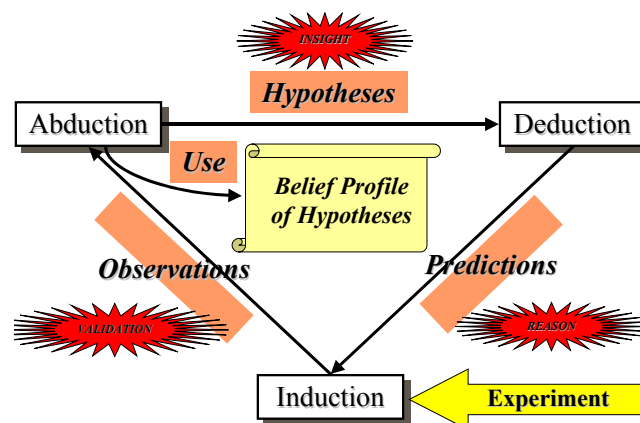 INSIGHT
Hypotheses
Abduction
Deduction
Use
Belief Profile
of Hypotheses
Observations
Predictions
VALIDATION
REASON
Induction
Experiment